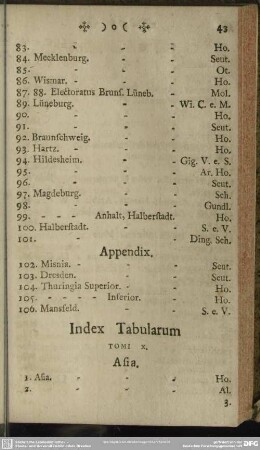 )o( 43
83. - - - Ho.
84. Mecklenburg. - - Seut.
85. - - - Ot.
86. Wismar. - - - Ho.
87. 88. Electoratus Brunf. Lüneb. - Mol.
89. Lüneburg. - - Wi. C. e. M.
90. - - - Ho.
91. - - - Seut.
92. Braunschweig. - - Ho.
93. Hartz. - - - Ho.
94. Hildesheim. - - Gig. V. e. S.
95. - - - Ar. Ho.
96. - - - Seut.
97. Magdeburg. - - Sch.
98. - - - Gundl.
99. - - - Anhalt, Halberstadt. - Ho.
100. Halberstadt. - - S. e V.
101. - - - Ding. Sch.
Appendix.
102. Misnia. - - - Seut.
103. Dresden. - - - Seut.
104. Thuringia Superior. - - Ho.
105. - - - - Inferior. - Ho.
106. Mansfeld. - - S. e V.
Index Tabularum
TOMI X.
Asia.
1. Asia. - - - Ho.
2. - - - Al.
3.